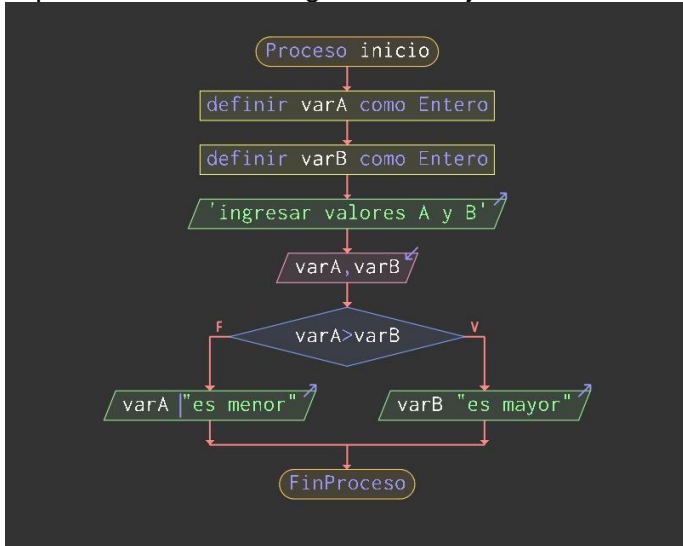 Proceso inicio
definir varA como Entero
definir varB como Entero
'ingresar valores A y B'
varA,varB
varA>varB
F
V
varA "es menor"
varB "es mayor"
FinProceso